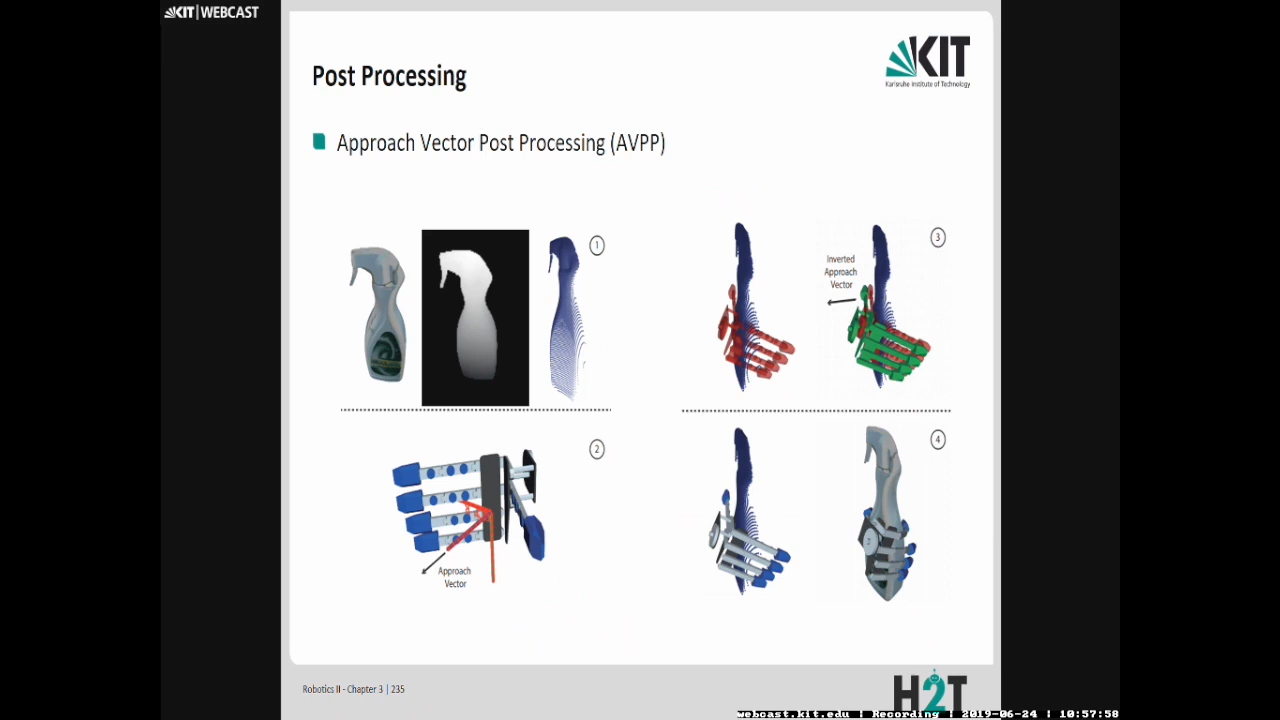 KIT | WEBCAST
Post Processing
KIT
Karlsruhe Institute of Technology
Approach Vector Post Processing (AVPP)
1
3
Inverted
Approach
Vector
2
4
Approach
Vector
Robotics II - Chapter 3 | 235
H2T
webcast.kit.edu | Recording | 2019-06-24 | 10:57:58